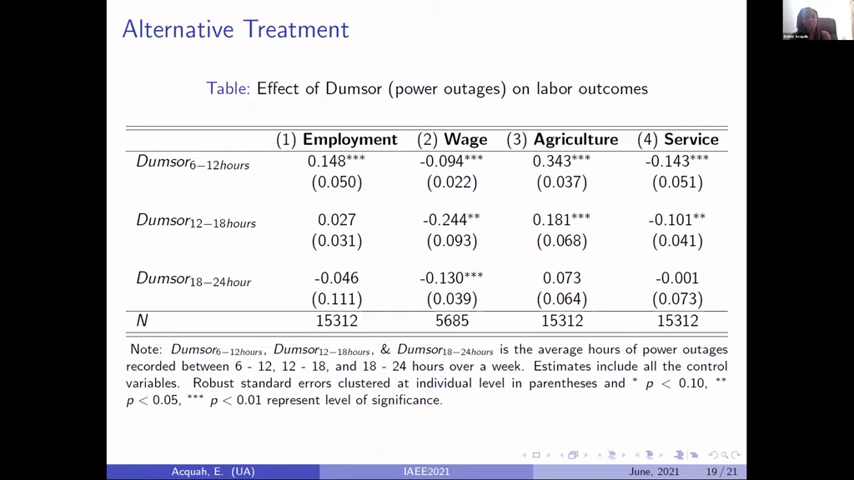 Alternative Treatment
Table: Effect of Dumsor (power outages) on labor outcomes
(1) Employment (2) Wage (3) Agriculture (4) Service
Dumsor6−12hours 0.148*** -0.094*** 0.343*** -0.143***
(0.050) (0.022) (0.037) (0.051)
Dumsor12−18hours 0.027 -0.244** 0.181*** -0.101**
(0.031) (0.093) (0.068) (0.041)
Dumsor18−24hour -0.046 -0.130*** 0.073 -0.001
(0.111) (0.039) (0.064) (0.073)
N 15312 5685 15312 15312
Note: Dumsor6−12hours, Dumsor12−18hours, & Dumsor18−24hours is the average hours of power outages
recorded between 6 - 12, 12 - 18, and 18 - 24 hours over a week. Estimates include all the control
variables. Robust standard errors clustered at individual level in parentheses and * p < 0.10, **
p < 0.05, *** p < 0.01 represent level of significance.
Acquah, E. (UA) IAEE2021 June, 2021 19 / 21